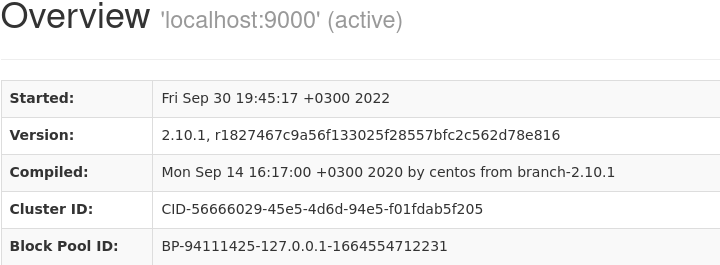 Overview 'localhost:9000' (active)
Started: Fri Sep 30 19:45:17 +0300 2022
Version: 2.10.1, r1827467c9a56f133025f28557bfc2c562d78e816
Compiled: Mon Sep 14 16:17:00 +0300 2020 by centos from branch-2.10.1
Cluster ID: CID-56666029-45e5-4d6d-94e5-f01fdab5f205
Block Pool ID: BP-94111425-127.0.0.1-1664554712231